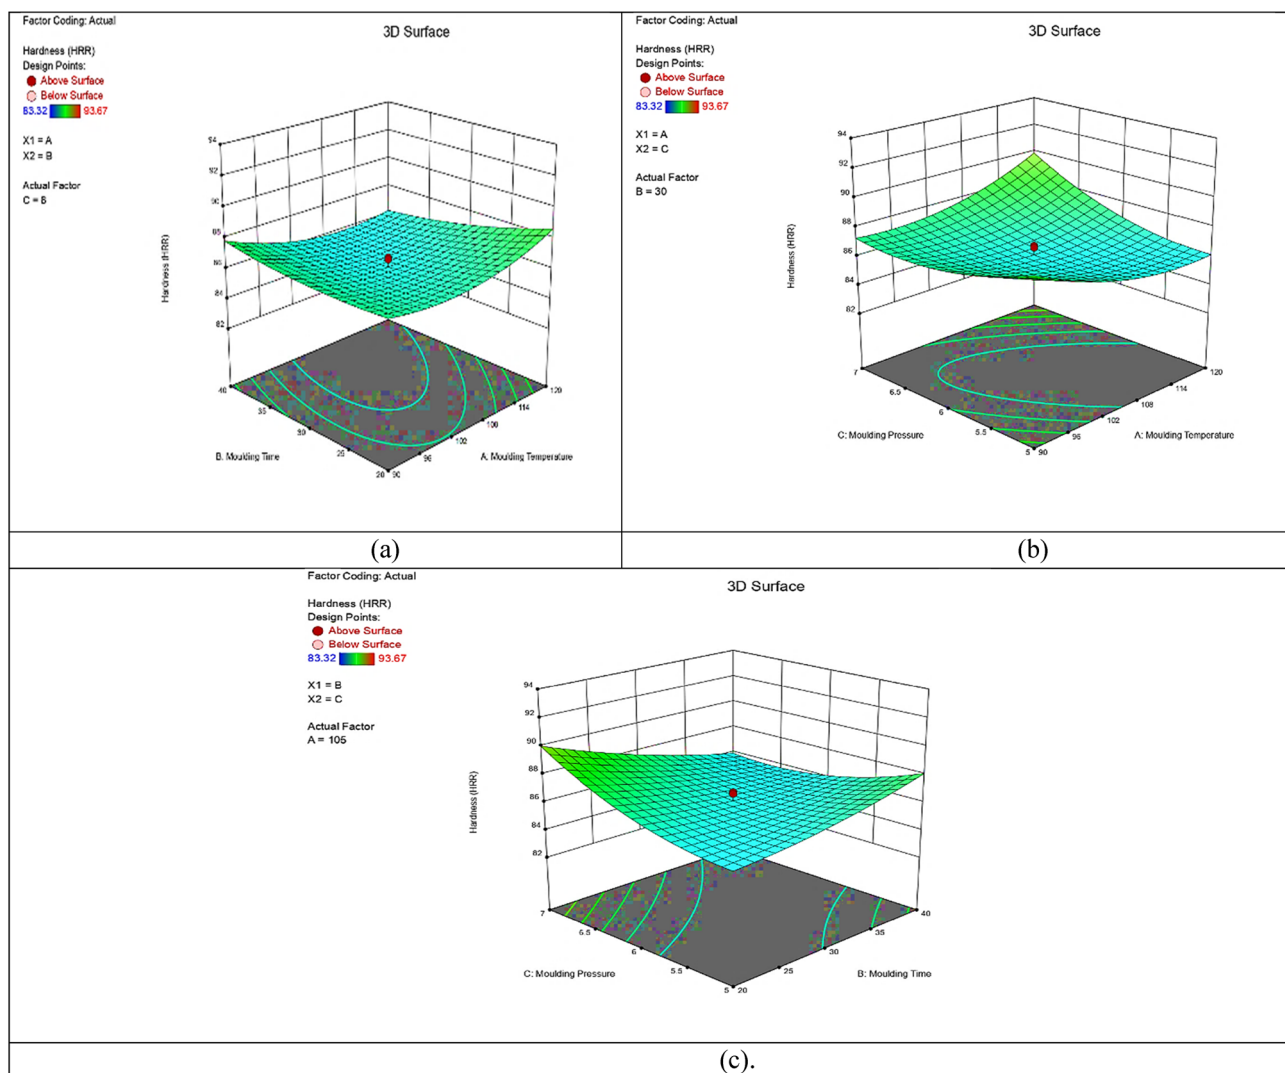 Factor Coding: Actual
3D Surface
Hardness (HRR)
Design Points:
Above Surface
Below Surface
83.32 93.67
X1 = A
X2 = B
Actual Factor
C = 6
94
92
90
88
86
84
82
Hardness (HRR)
40
35
30
25
20
90
96
102
108
114
120
B: Moulding Time
A: Moulding Temperature
(a)
Factor Coding: Actual
3D Surface
Hardness (HRR)
Design Points:
Above Surface
Below Surface
83.32 93.67
X1 = A
X2 = C
Actual Factor
B = 30
94
92
90
88
86
84
82
Hardness (HRR)
7
6.5
6
5.5
5
90
96
102
108
114
120
C: Moulding Pressure
A: Moulding Temperature
(b)
Factor Coding: Actual
3D Surface
Hardness (HRR)
Design Points:
Above Surface
Below Surface
83.32 93.67
X1 = B
X2 = C
Actual Factor
A = 105
94
92
90
88
86
84
82
Hardness (HRR)
7
6.5
6
5.5
5
20
25
30
35
40
C: Moulding Pressure
B: Moulding Time
(c).